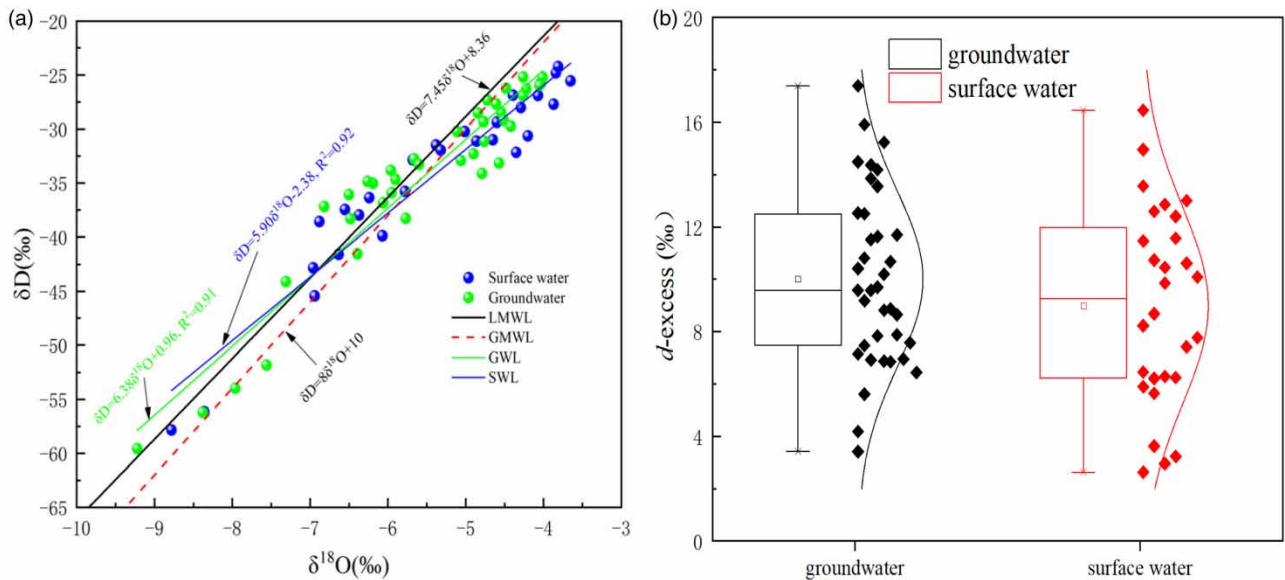 (a)
−20
−25
−30
−35
−40
−45
−50
−55
−60
−65
δD(‰)
−10
−9
−8
−7
−6
−5
−4
−3
δ18O(‰)
δD=7.45δ18O+8.36
δD=5.90δ18O-2.38, R2=0.92
δD=6.38δ18O+0.96, R2=0.91
δD=8δ18O+10
Surface water
Groundwater
LMWL
GMWL
GWL
SWL
(b)
20
16
12
8
4
0
d-excess (‰)
groundwater
surface water
groundwater
surface water